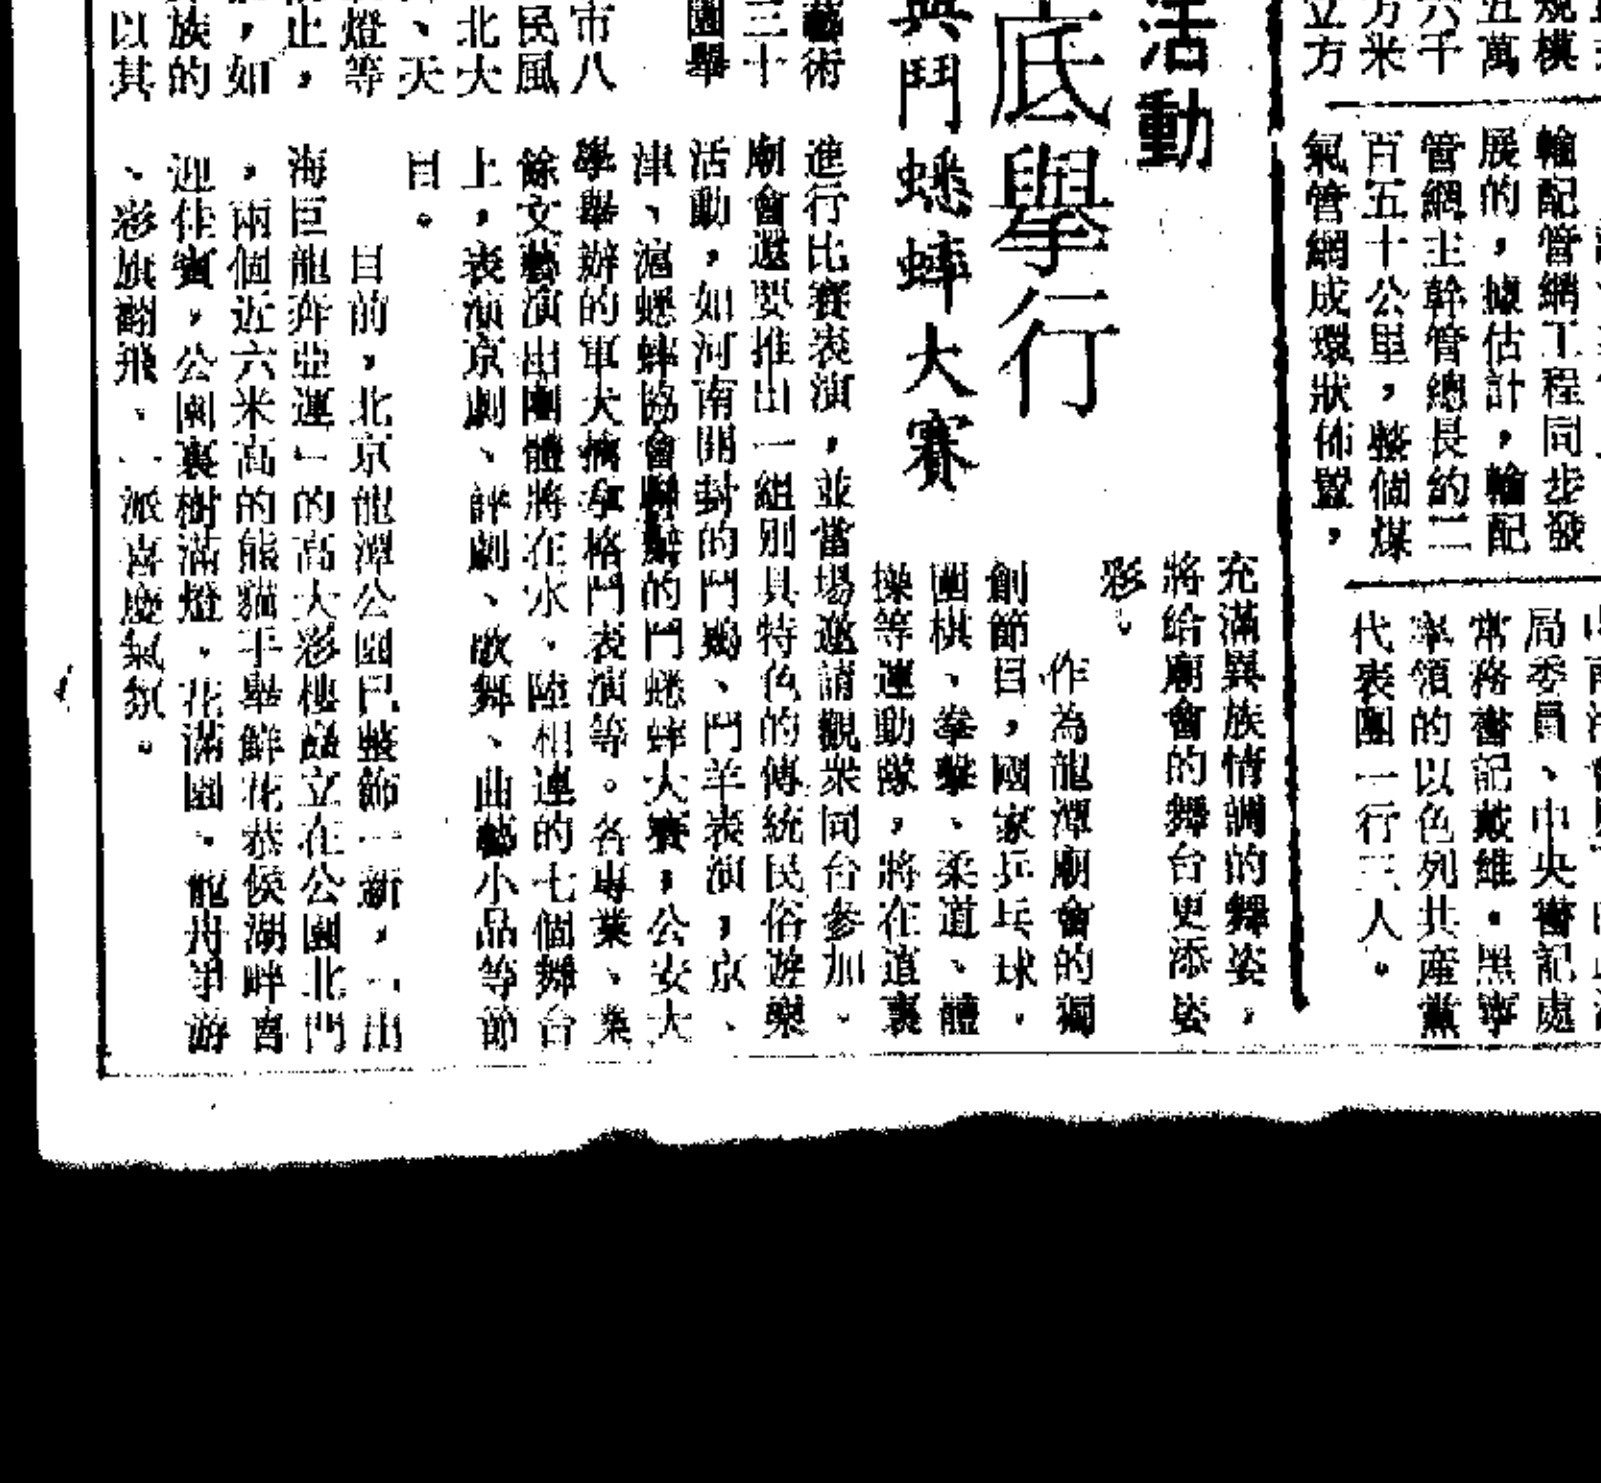 規模
五萬
六千
方米
立方
輸配管網工程同步發
展的，據估計，輸配
管網主幹管總長約二
百五十公里，整個煤
氣管網成環狀佈置，
局委員、中央書記處
常務書記戴維·黑寧
率領的以色列共產黨
代表團一行三人。
活動
底舉行
與鬥蟋蟀大賽
充滿異族情調的舞姿，
將給廟會的舞台更添姿
彩。
作為龍潭廟會的獨
創節目，國家乒乓球、
圍棋、拳擊、柔道、體
操等運動隊，將在這裏
藝術
三十
園舉
市八
民風
北大
、天
燈等
止，
，如
族的
以其
進行比賽表演，並當場邀請觀衆同台參加。
廟會還要推出一組別具特色的傳統民俗遊樂
活動，如河南開封的鬥鷄、鬥羊表演，京、
津、滬蟋蟀協會聯辦的鬥蟋蟀大賽，公安大
學舉辦的軍犬擒拿格鬥表演等。各專業、業
餘文藝演出團體將在水、陸相連的七個舞台
上，表演京劇、評劇、歌舞、曲藝小品等節
目。
目前，北京龍潭公園已整飾一新，「出
海巨龍奔亞運」的高大彩樓矗立在公園北門
，兩個近六米高的熊貓手舉鮮花恭候湖畔喜
迎佳賓，公園裏樹滿燈、花滿園、龍舟爭游
、彩旗翻飛、一派喜慶氣氛。